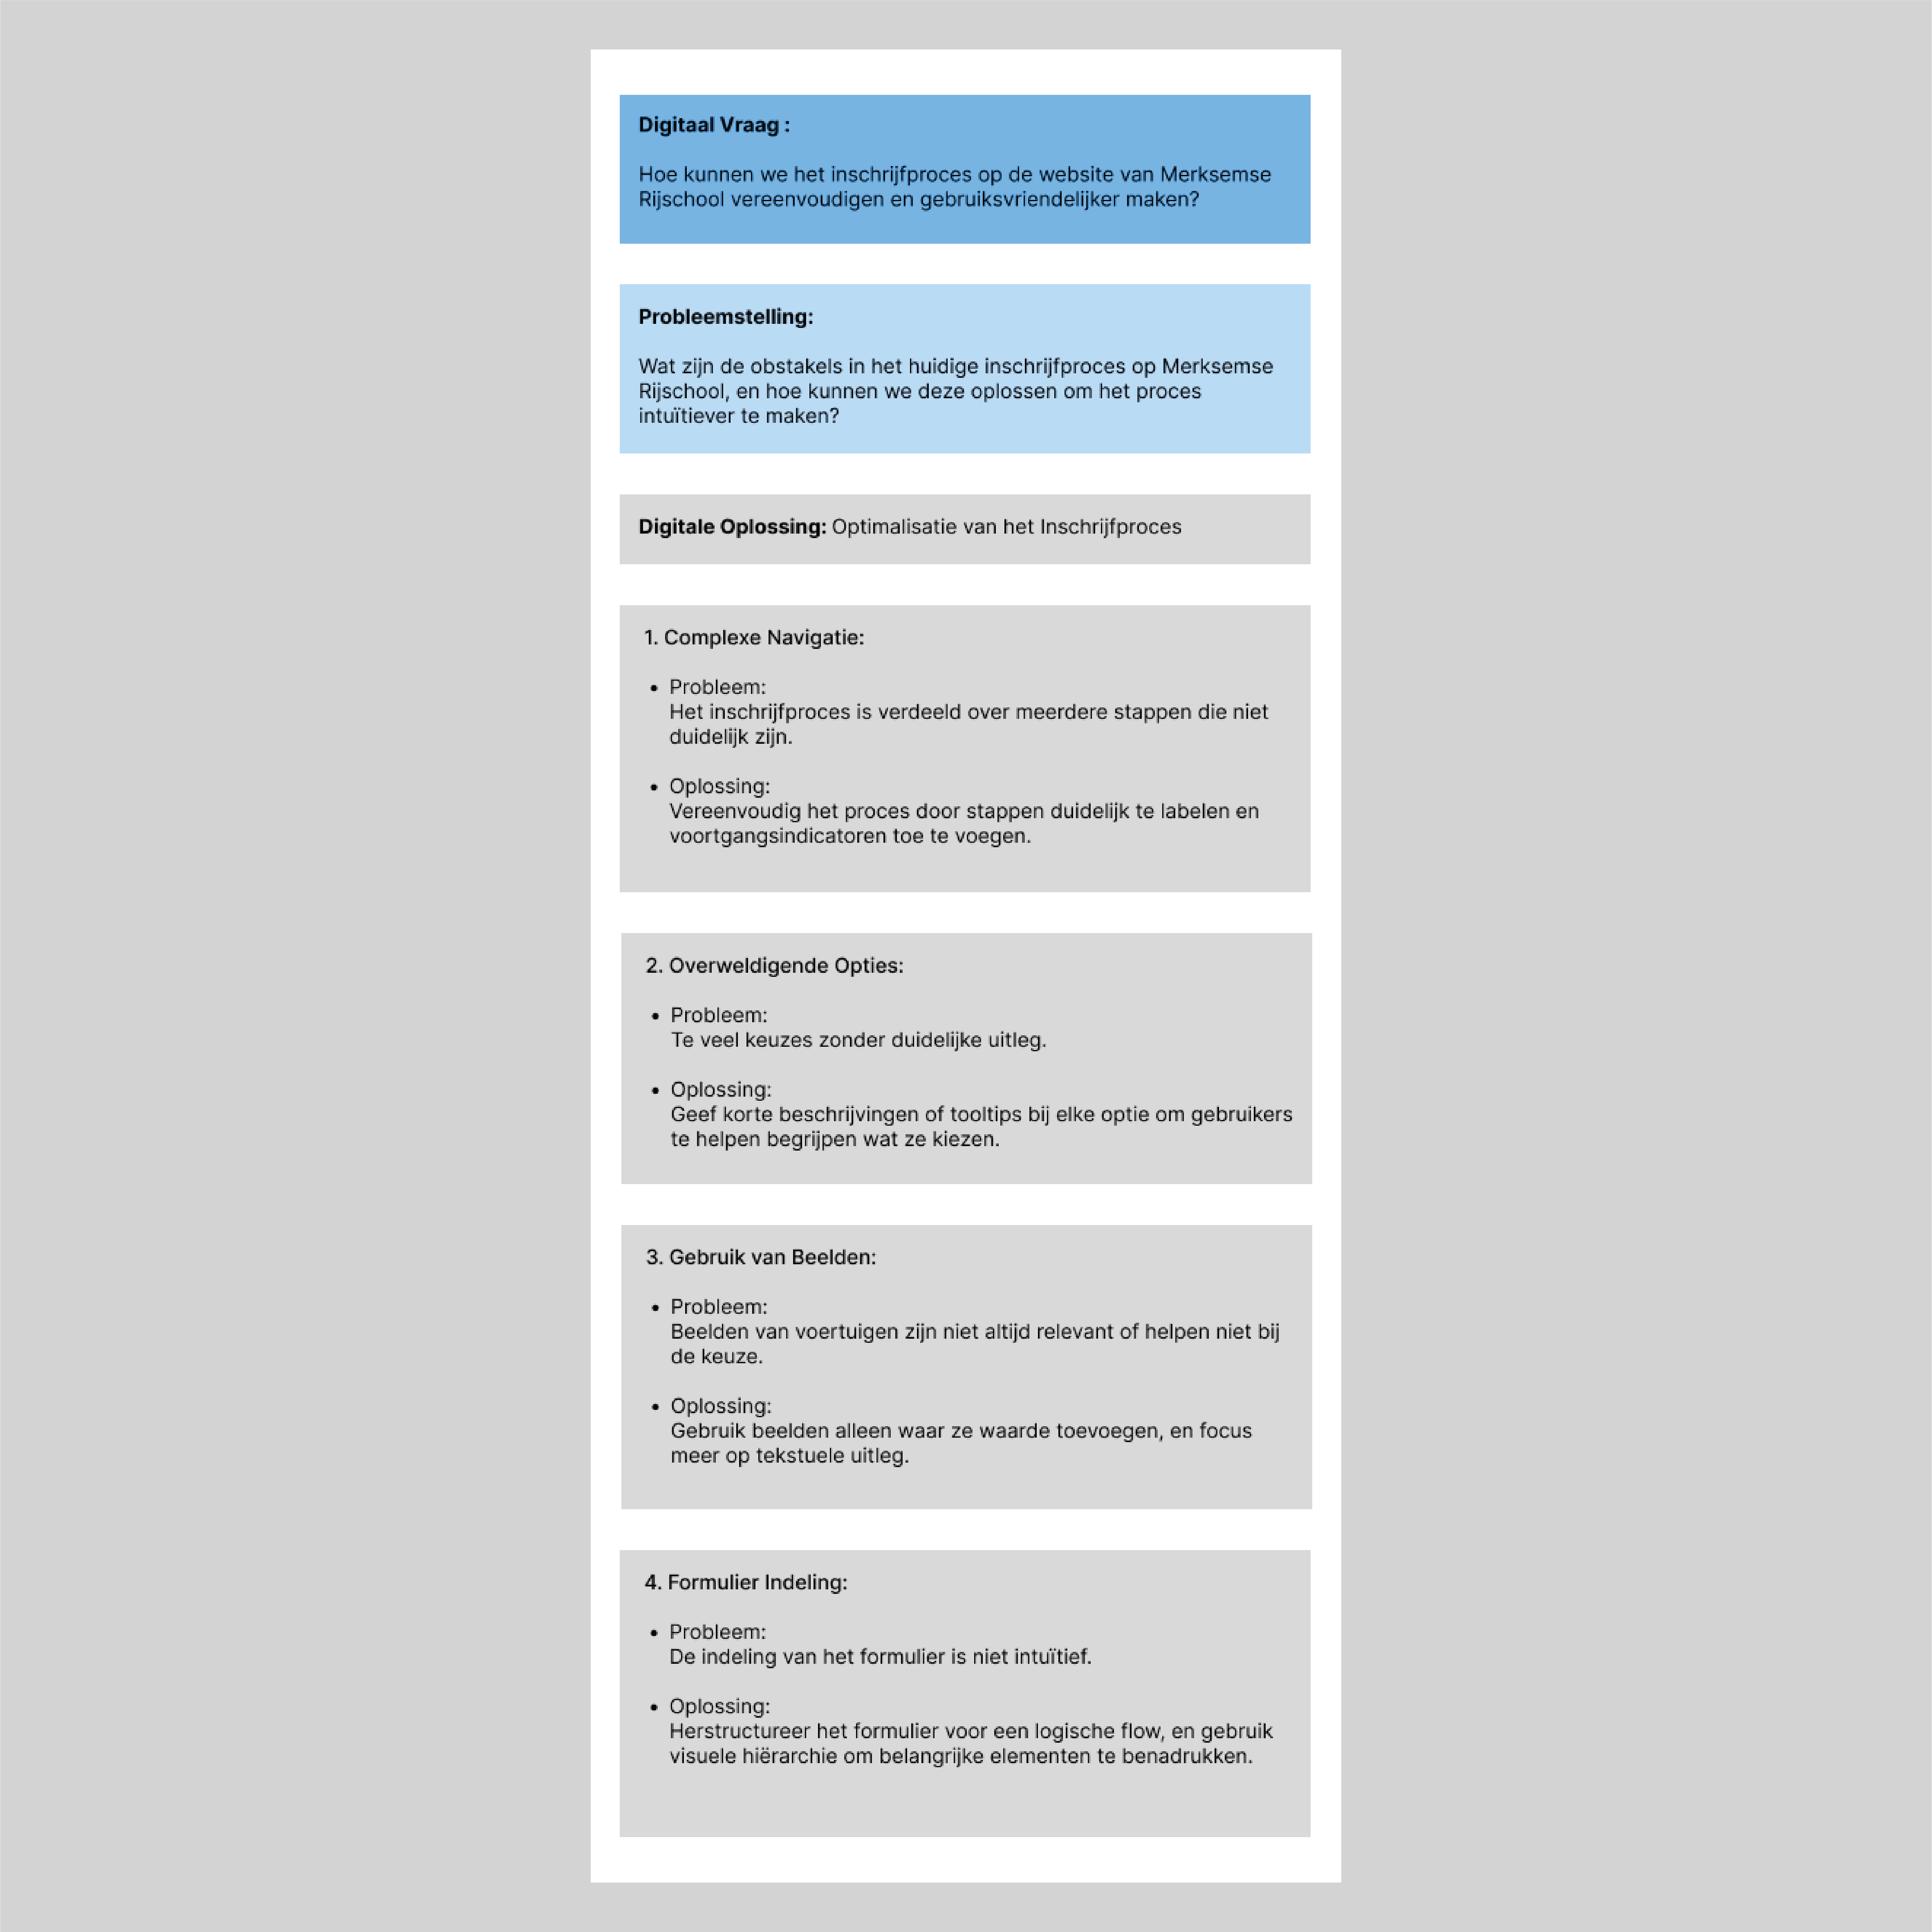 Digitaal Vraag :
Hoe kunnen we het inschrijfproces op de website van Merksemse
Rijschool vereenvoudigen en gebruiksvriendelijker maken?
Probleemstelling:
Wat zijn de obstakels in het huidige inschrijfproces op Merksemse
Rijschool, en hoe kunnen we deze oplossen om het proces
intuïtiever te maken?
Digitale Oplossing: Optimalisatie van het Inschrijfproces
1. Complexe Navigatie:
• Probleem:
Het inschrijfproces is verdeeld over meerdere stappen die niet
duidelijk zijn.
• Oplossing:
Vereenvoudig het proces door stappen duidelijk te labelen en
voortgangsindicatoren toe te voegen.
2. Overweldigende Opties:
• Probleem:
Te veel keuzes zonder duidelijke uitleg.
• Oplossing:
Geef korte beschrijvingen of tooltips bij elke optie om gebruikers
te helpen begrijpen wat ze kiezen.
3. Gebruik van Beelden:
• Probleem:
Beelden van voertuigen zijn niet altijd relevant of helpen niet bij
de keuze.
• Oplossing:
Gebruik beelden alleen waar ze waarde toevoegen, en focus
meer op tekstuele uitleg.
4. Formulier Indeling:
• Probleem:
De indeling van het formulier is niet intuïtief.
• Oplossing:
Herstructureer het formulier voor een logische flow, en gebruik
visuele hiërarchie om belangrijke elementen te benadrukken.